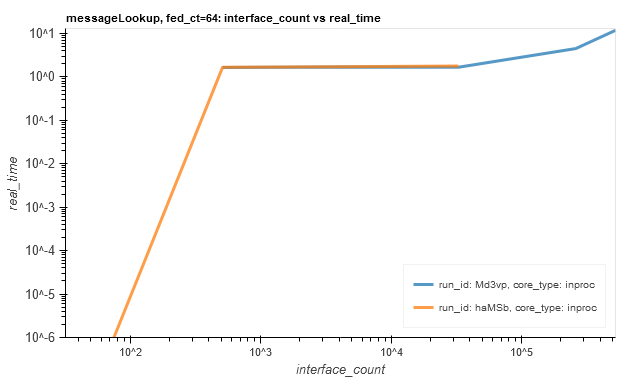 messageLookup, fed_ct=64: interface_count vs real_time
10^1
10^0
10^-1
10^-2
10^-3
10^-4
10^-5
10^-6
real_time
run_id: Md3vp, core_type: inproc
run_id: haMSb, core_type: inproc
10^2 10^3 10^4 10^5
interface_count